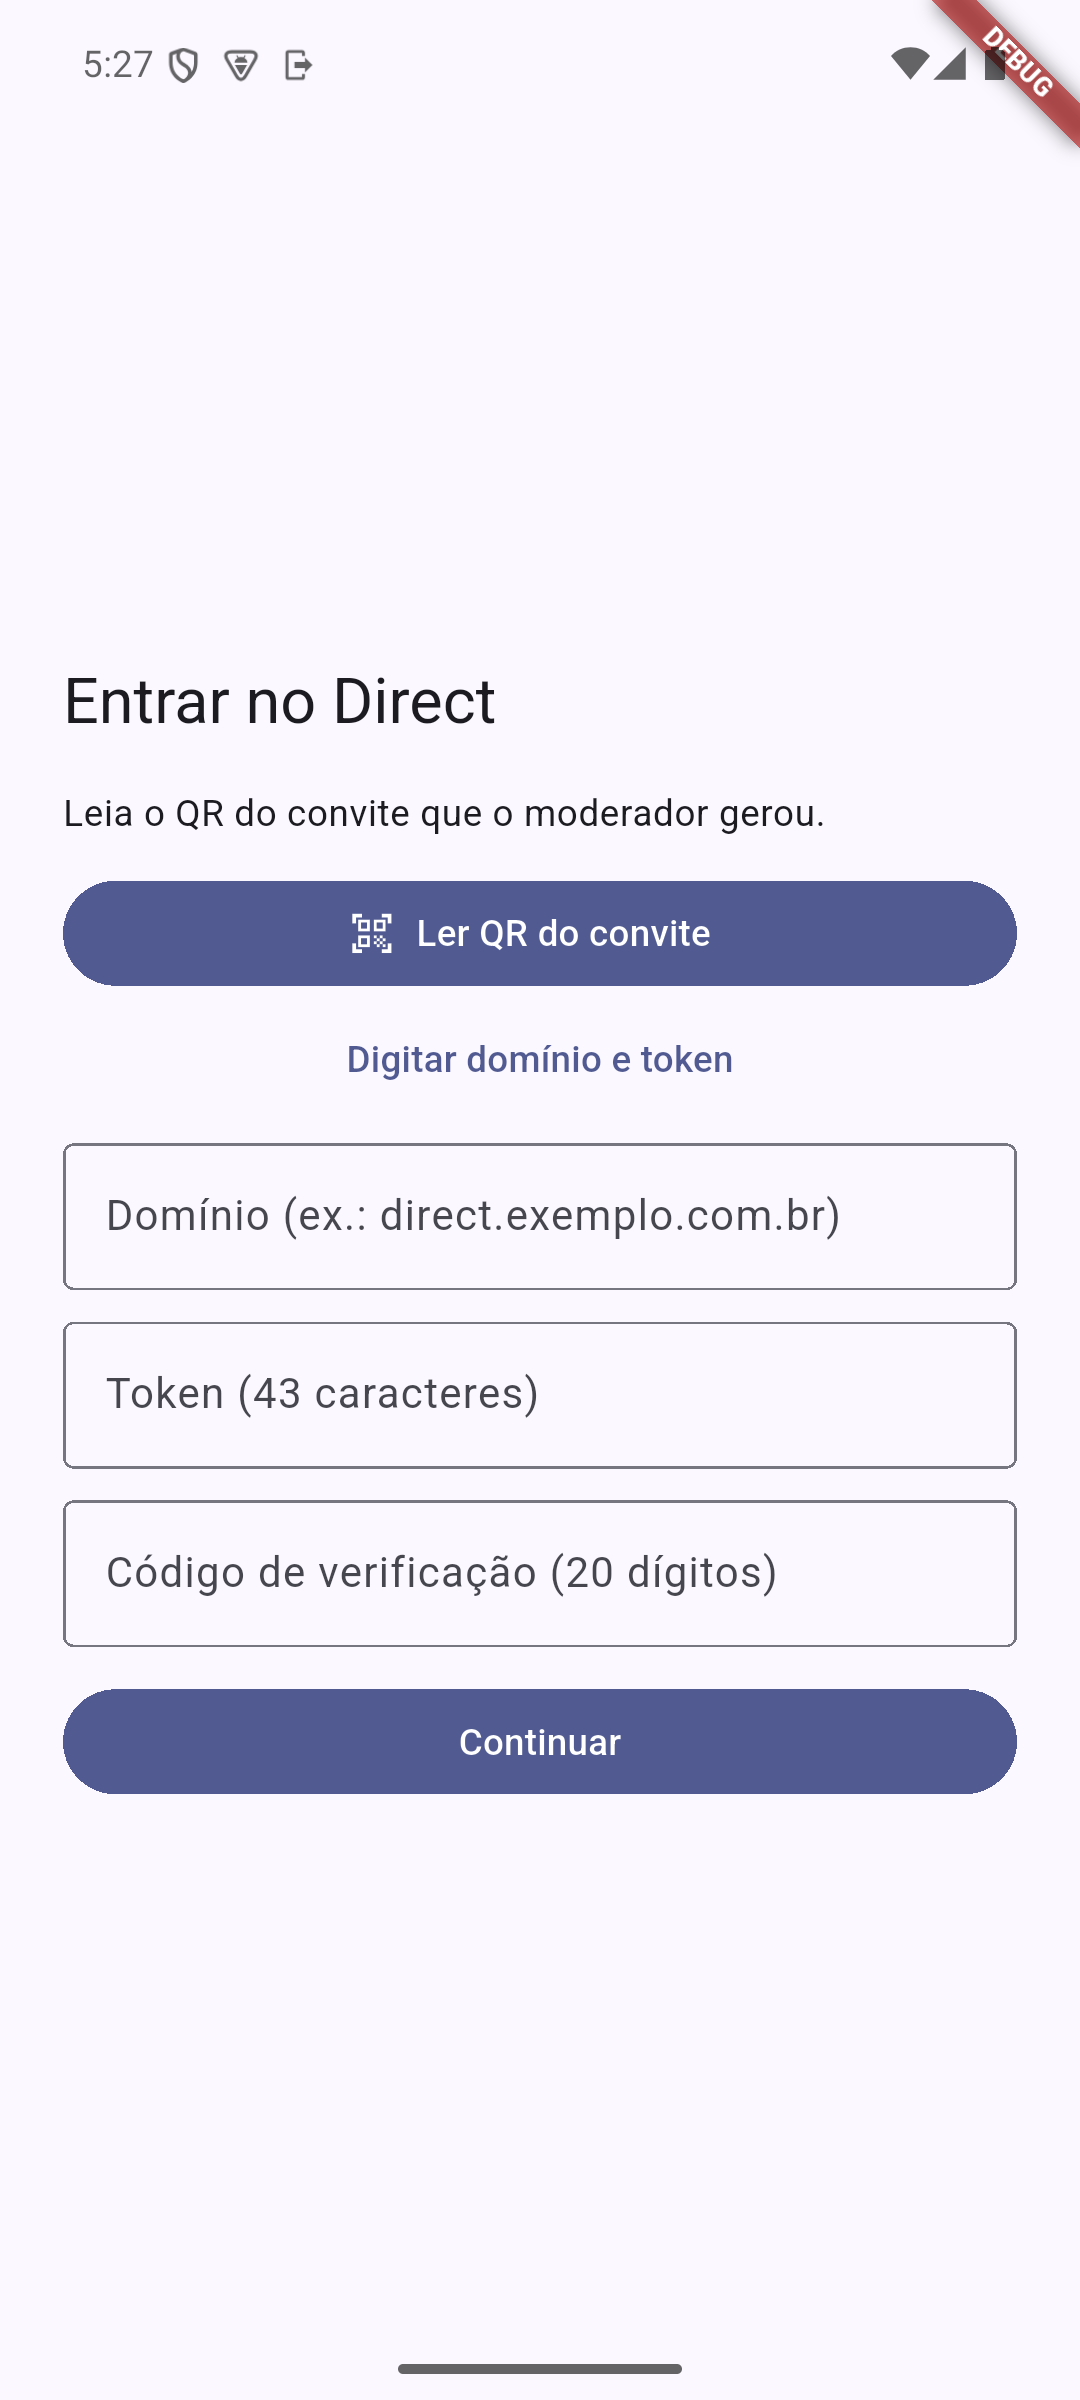 5:27
DEBUG
Entrar no Direct
Leia o QR do convite que o moderador gerou.
Ler QR do convite
Digitar domínio e token
Domínio (ex.: direct.exemplo.com.br)
Token (43 caracteres)
Código de verificação (20 dígitos)
Continuar